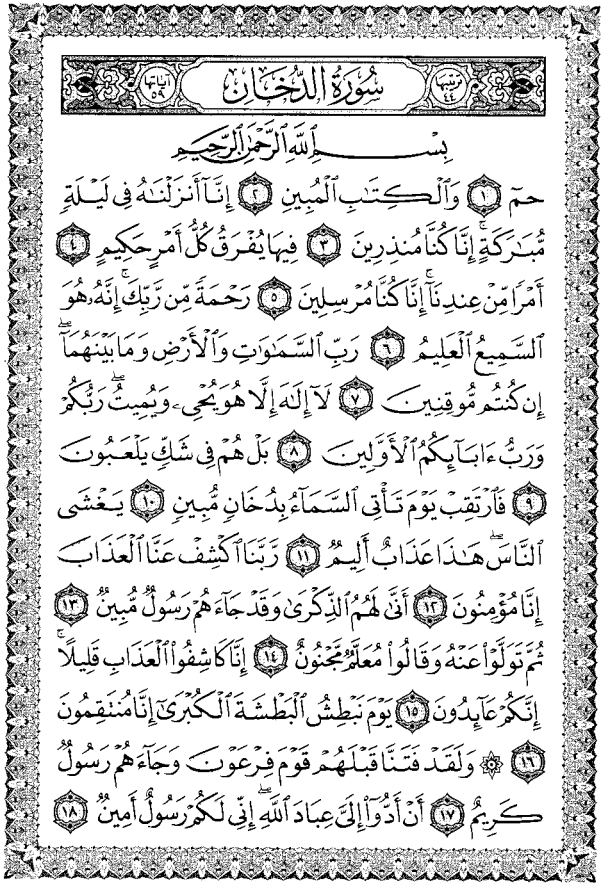 ترتيبها ٤٤ سُورَةُ الدُّخَانِ آياتها ٥٩
بِسْمِ ٱللَّهِ ٱلرَّحْمَٰنِ ٱلرَّحِيمِ
حمٓ ١ وَٱلْكِتَٰبِ ٱلْمُبِينِ ٢ إِنَّآ أَنزَلْنَٰهُ فِى لَيْلَةٍ
مُّبَٰرَكَةٍ ۚ إِنَّا كُنَّا مُنذِرِينَ ٣ فِيهَا يُفْرَقُ كُلُّ أَمْرٍ حَكِيمٍ ٤
أَمْرًا مِّنْ عِندِنَآ ۚ إِنَّا كُنَّا مُرْسِلِينَ ٥ رَحْمَةً مِّن رَّبِّكَ ۚ إِنَّهُۥ هُوَ
ٱلسَّمِيعُ ٱلْعَلِيمُ ٦ رَبِّ ٱلسَّمَٰوَٰتِ وَٱلْأَرْضِ وَمَا بَيْنَهُمَآ ۖ
إِن كُنتُم مُّوقِنِينَ ٧ لَآ إِلَٰهَ إِلَّا هُوَ يُحْىِۦ وَيُمِيتُ ۖ رَبُّكُمْ
وَرَبُّ ءَابَآئِكُمُ ٱلْأَوَّلِينَ ٨ بَلْ هُمْ فِى شَكٍّ يَلْعَبُونَ
٩ فَٱرْتَقِبْ يَوْمَ تَأْتِى ٱلسَّمَآءُ بِدُخَانٍ مُّبِينٍ ١٠ يَغْشَى
ٱلنَّاسَ ۖ هَٰذَا عَذَابٌ أَلِيمٌ ١١ رَّبَّنَا ٱكْشِفْ عَنَّا ٱلْعَذَابَ
إِنَّا مُؤْمِنُونَ ١٢ أَنَّىٰ لَهُمُ ٱلذِّكْرَىٰ وَقَدْ جَآءَهُمْ رَسُولٌ مُّبِينٌ ١٣
ثُمَّ تَوَلَّوْا۟ عَنْهُ وَقَالُوا۟ مُعَلَّمٌ مَّجْنُونٌ ١٤ إِنَّا كَاشِفُوا۟ ٱلْعَذَابِ قَلِيلًا ۚ
إِنَّكُمْ عَآئِدُونَ ١٥ يَوْمَ نَبْطِشُ ٱلْبَطْشَةَ ٱلْكُبْرَىٰٓ إِنَّا مُنتَقِمُونَ
١٦ ۞ وَلَقَدْ فَتَنَّا قَبْلَهُمْ قَوْمَ فِرْعَوْنَ وَجَآءَهُمْ رَسُولٌ
كَرِيمٌ ١٧ أَنْ أَدُّوٓا۟ إِلَىَّ عِبَادَ ٱللَّهِ ۖ إِنِّى لَكُمْ رَسُولٌ أَمِينٌ ١٨